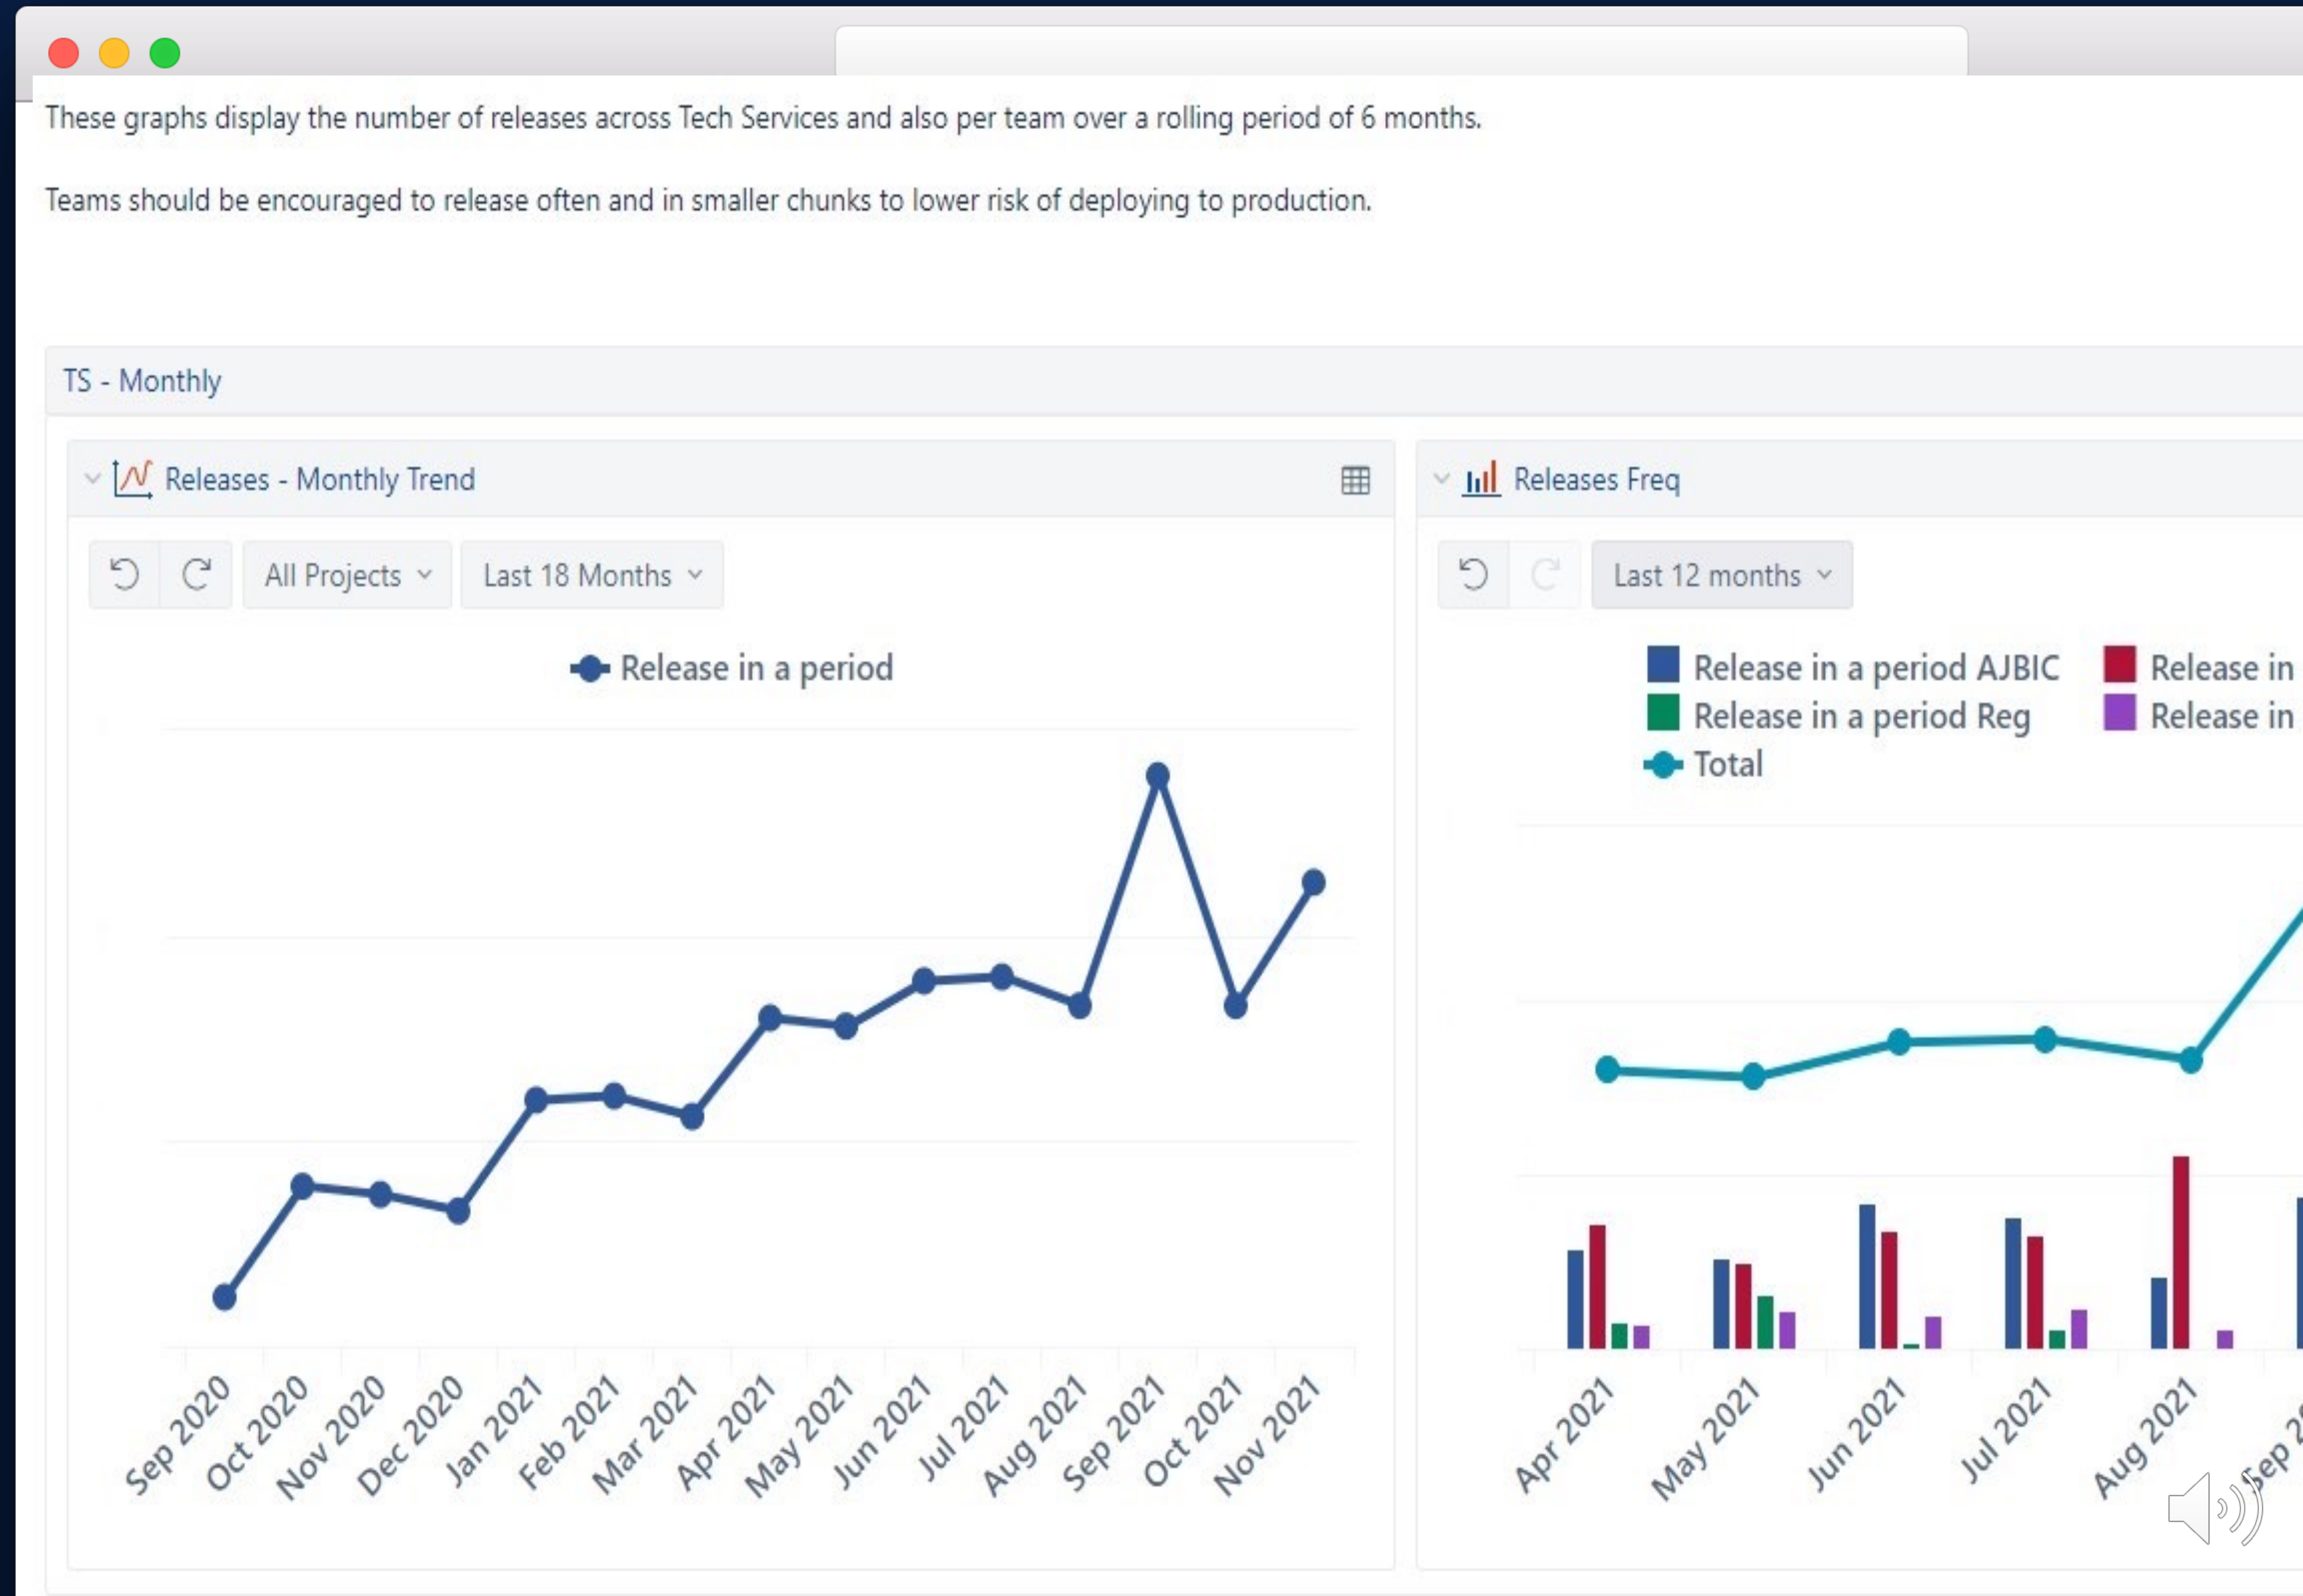 These graphs display the number of releases across Tech Services and also per team over a rolling period of 6 months.
Teams should be encouraged to release often and in smaller chunks to lower risk of deploying to production.
TS - Monthly
Releases - Monthly Trend
All Projects
Last 18 Months
Release in a period
Sep 2020
Oct 2020
Nov 2020
Dec 2020
Jan 2021
Feb 2021
Mar 2021
Apr 2021
May 2021
Jun 2021
Jul 2021
Aug 2021
Sep 2021
Oct 2021
Nov 2021
Releases Freq
Last 12 months
Release in a period AJBIC
Release in
Release in a period Reg
Release in
Total
Apr 2021
May 2021
Jun 2021
Jul 2021
Aug 2021
Sep